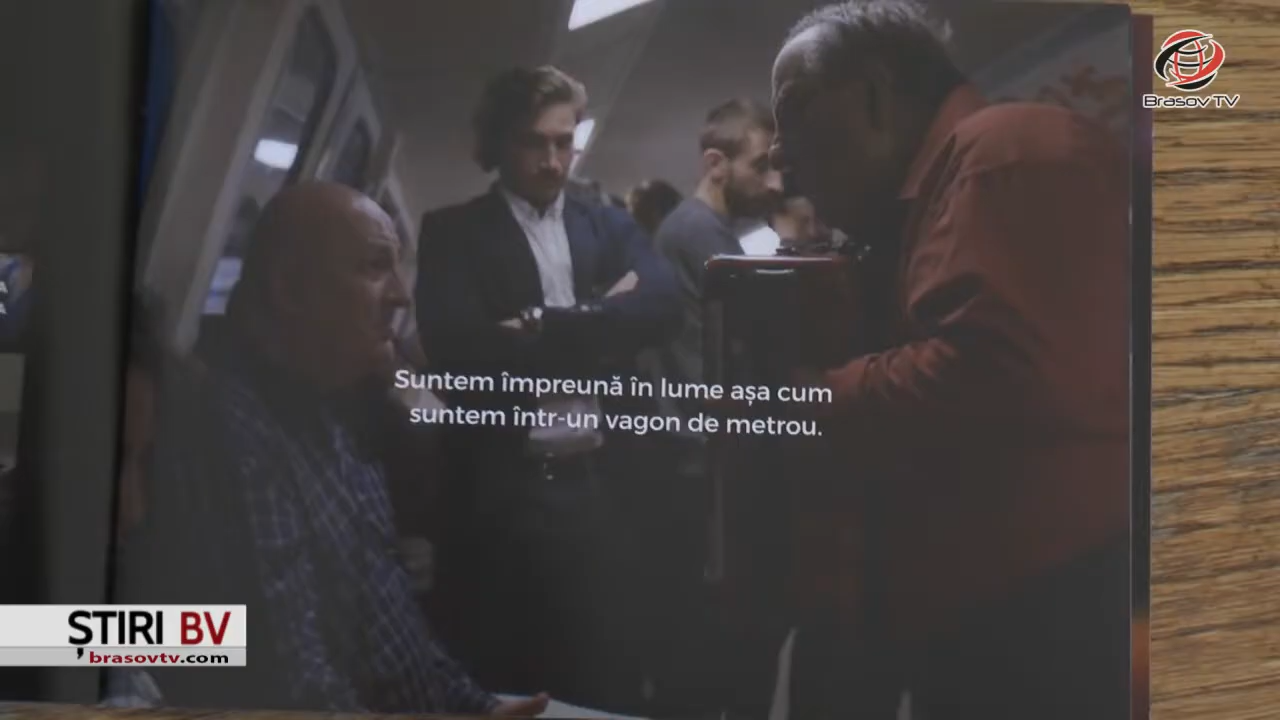 Brasov TV
Suntem împreună în lume așa cum
suntem într-un vagon de metrou.
ȘTIRI BV
brasovtv.com